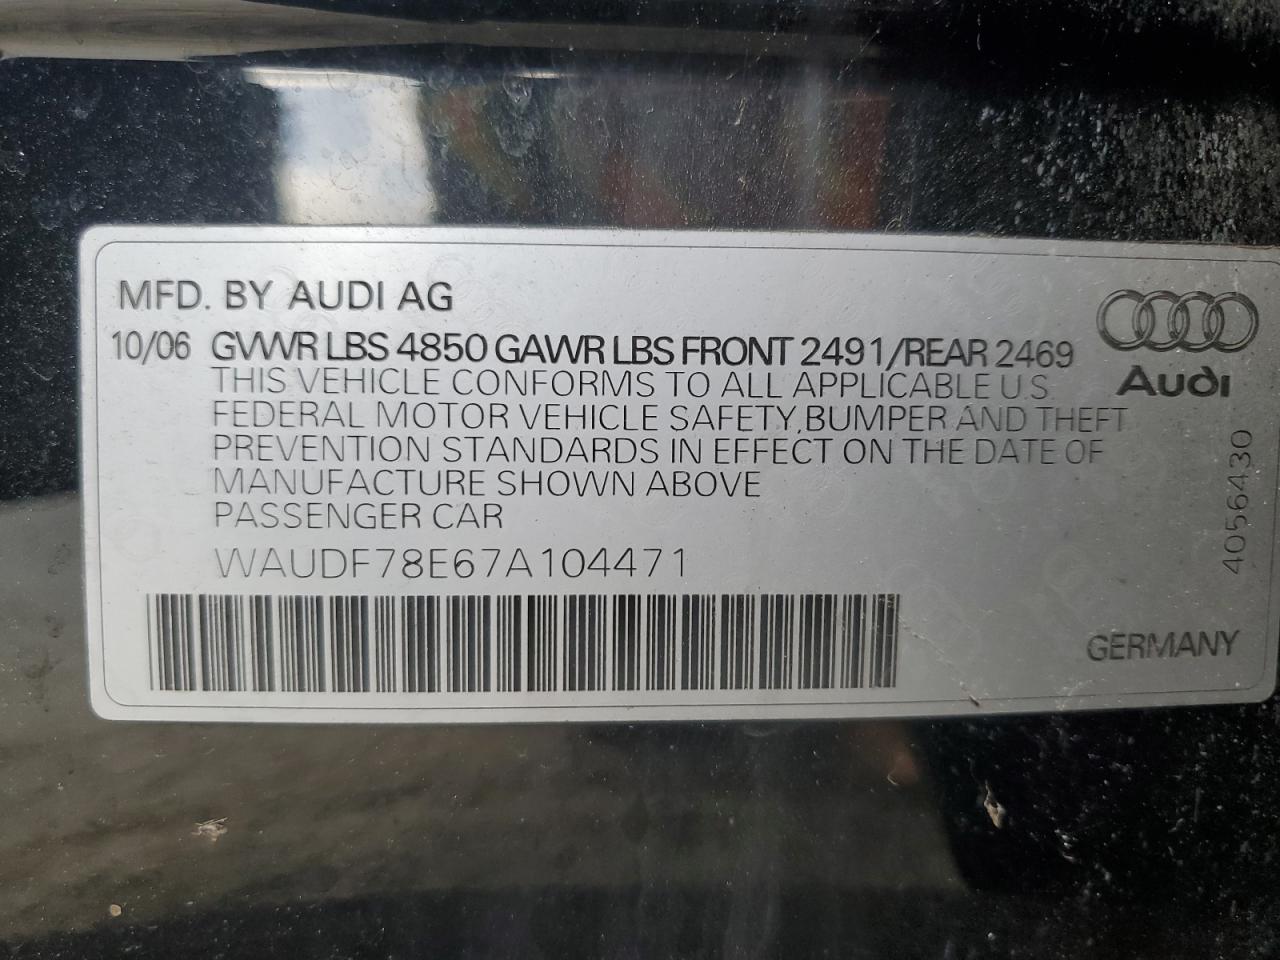 MFD. BY AUDI AG
10/06 GVWR LBS 4850 GAWR LBS FRONT 2491/REAR 2469
THIS VEHICLE CONFORMS TO ALL APPLICABLE U.S.
FEDERAL MOTOR VEHICLE SAFETY, BUMPER AND THEFT
PREVENTION STANDARDS IN EFFECT ON THE DATE OF
MANUFACTURE SHOWN ABOVE
PASSENGER CAR
WAUDF78E67A104471
Audi
4056430
GERMANY